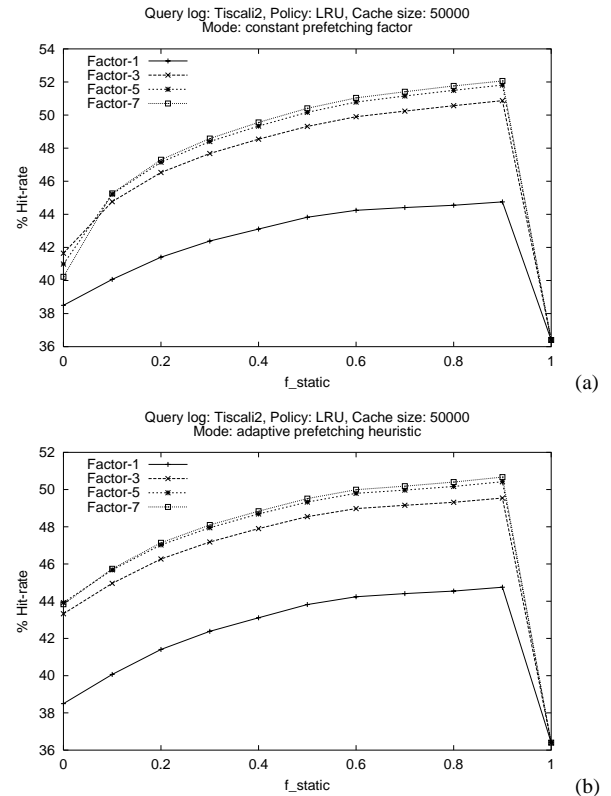 Query log: Tiscali2, Policy: LRU, Cache size: 50000
Mode: constant prefetching factor
54
52
50
48
46
44
42
40
38
36
% Hit-rate
Factor-1
Factor-3
Factor-5
Factor-7
0 0.2 0.4 0.6 0.8 1
f_static
(a)
Query log: Tiscali2, Policy: LRU, Cache size: 50000
Mode: adaptive prefetching heuristic
52
50
48
46
44
42
40
38
36
% Hit-rate
Factor-1
Factor-3
Factor-5
Factor-7
0 0.2 0.4 0.6 0.8 1
f_static
(b)